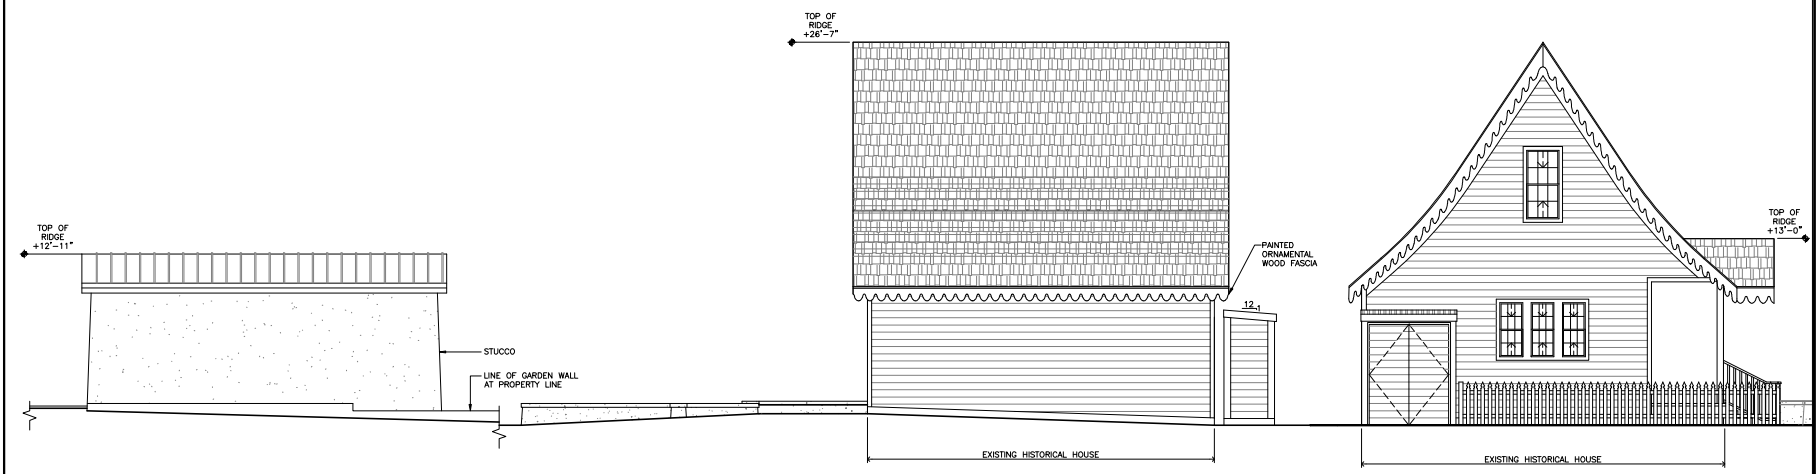 TOP OF
RIDGE
+12'-11"
STUCCO
LINE OF GARDEN WALL
AT PROPERTY LINE
TOP OF
RIDGE
+26'-7"
PAINTED
ORNAMENTAL
WOOD FASCIA
12
1
EXISTING HISTORICAL HOUSE
TOP OF
RIDGE
+13'-0"
EXISTING HISTORICAL HOUSE